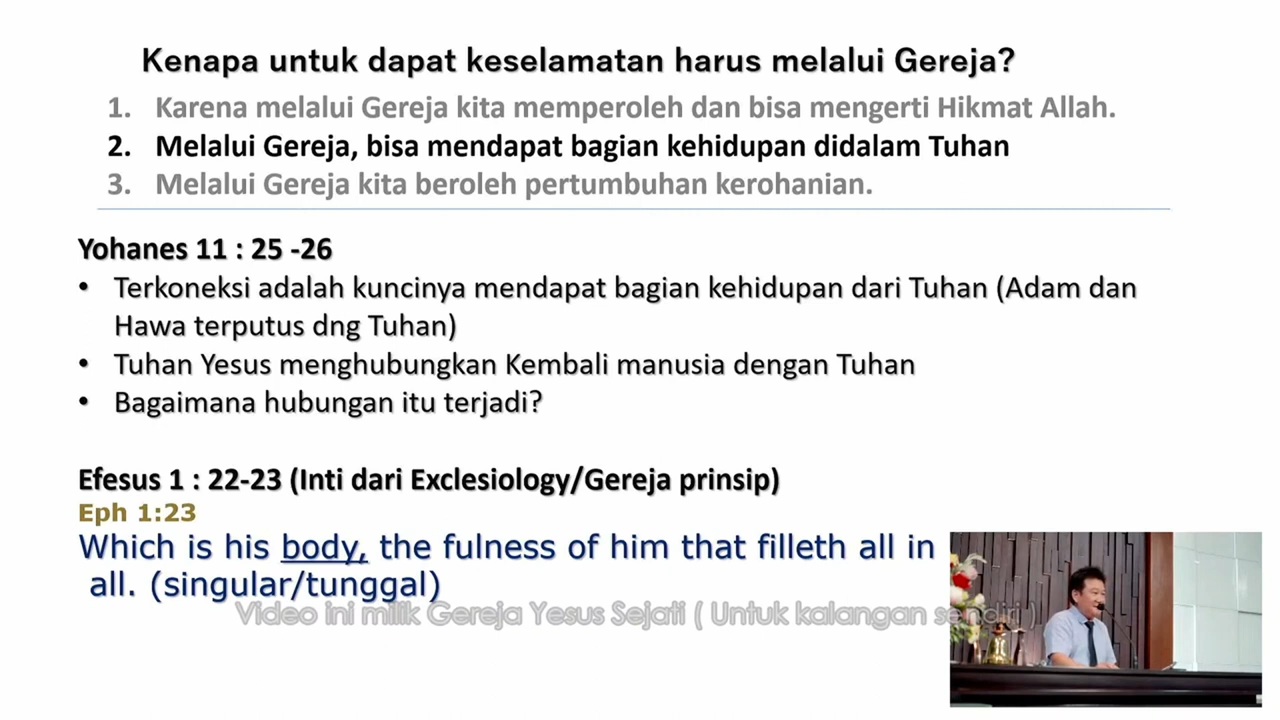 Kenapa untuk dapat keselamatan harus melalui Gereja?
1. Karena melalui Gereja kita memperoleh dan bisa mengerti Hikmat Allah.
2. Melalui Gereja, bisa mendapat bagian kehidupan didalam Tuhan
3. Melalui Gereja kita beroleh pertumbuhan kerohanian.
Yohanes 11 : 25 -26
• Terkoneksi adalah kuncinya mendapat bagian kehidupan dari Tuhan (Adam dan
Hawa terputus dng Tuhan)
• Tuhan Yesus menghubungkan Kembali manusia dengan Tuhan
• Bagaimana hubungan itu terjadi?
Efesus 1 : 22-23 (Inti dari Exclesiology/Gereja prinsip)
Eph 1:23
Which is his body, the fulness of him that filleth all in
all. (singular/tunggal)
Video ini milik Gereja Yesus Sejati ( Untuk kalangan sendiri )